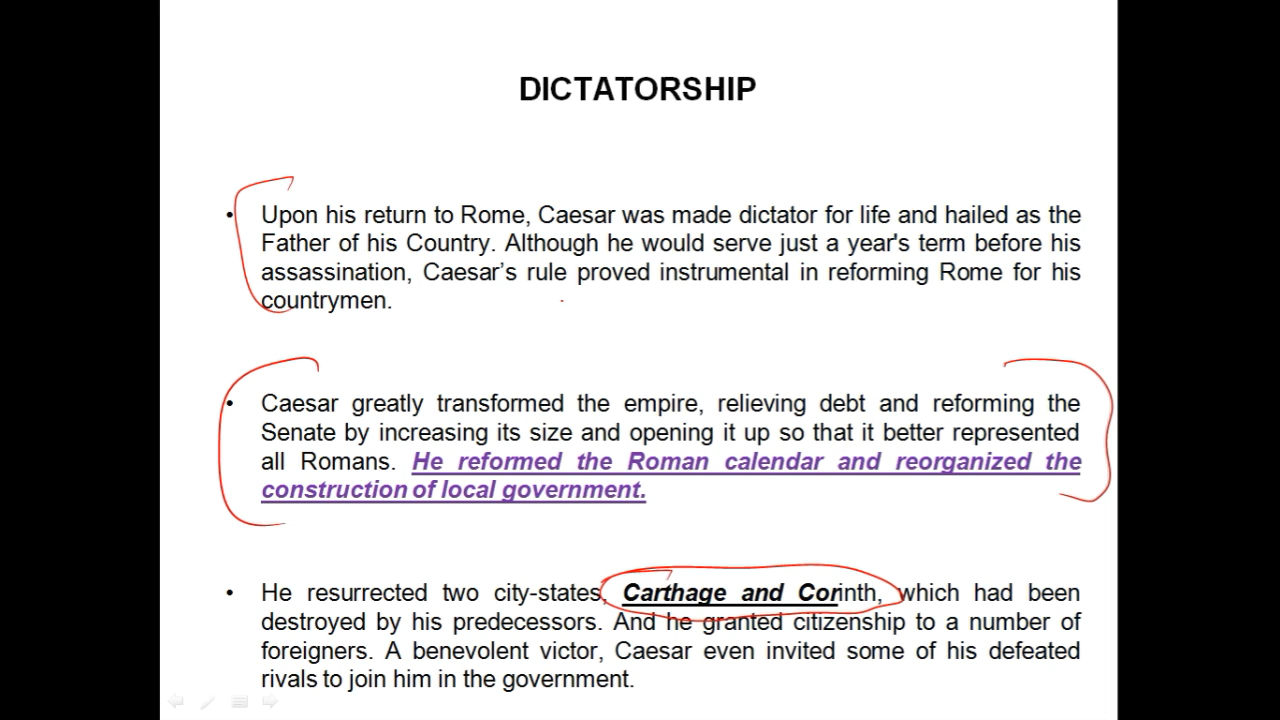 DICTATORSHIP
• Upon his return to Rome, Caesar was made dictator for life and hailed as the
Father of his Country. Although he would serve just a year's term before his
assassination, Caesar’s rule proved instrumental in reforming Rome for his
countrymen.
• Caesar greatly transformed the empire, relieving debt and reforming the
Senate by increasing its size and opening it up so that it better represented
all Romans. He reformed the Roman calendar and reorganized the
construction of local government.
• He resurrected two city-states, Carthage and Corinth, which had been
destroyed by his predecessors. And he granted citizenship to a number of
foreigners. A benevolent victor, Caesar even invited some of his defeated
rivals to join him in the government.